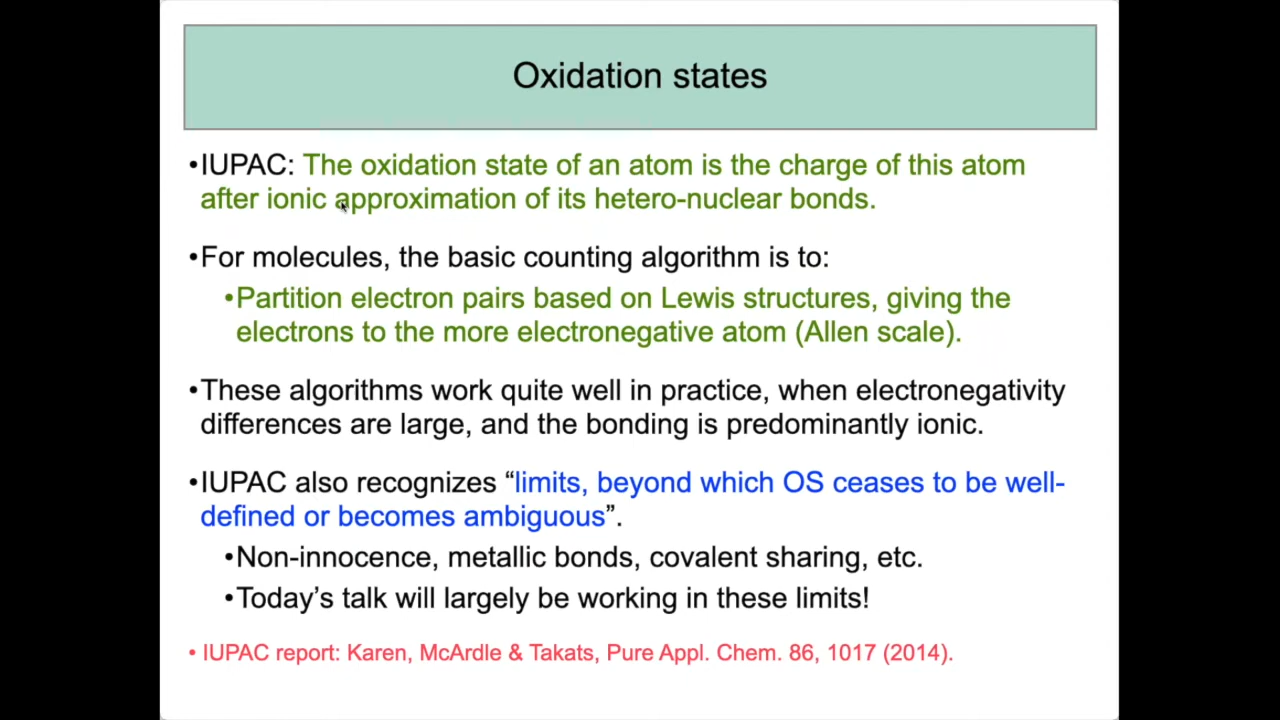 Oxidation states
•IUPAC: The oxidation state of an atom is the charge of this atom
after ionic approximation of its hetero-nuclear bonds.
•For molecules, the basic counting algorithm is to:
•Partition electron pairs based on Lewis structures, giving the
electrons to the more electronegative atom (Allen scale).
•These algorithms work quite well in practice, when electronegativity
differences are large, and the bonding is predominantly ionic.
•IUPAC also recognizes “limits, beyond which OS ceases to be well-
defined or becomes ambiguous”.
•Non-innocence, metallic bonds, covalent sharing, etc.
•Today’s talk will largely be working in these limits!
• IUPAC report: Karen, McArdle & Takats, Pure Appl. Chem. 86, 1017 (2014).